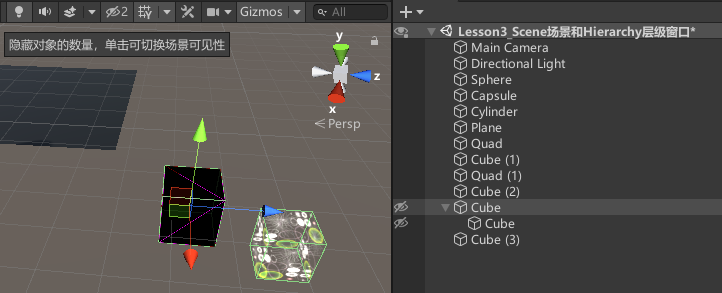 2
Gizmos
All
隐藏对象的数量，单击可切换场景可见性
y
z
x
Persp
Lesson3_Scene场景和Hierarchy层级窗口*
Main Camera
Directional Light
Sphere
Capsule
Cylinder
Plane
Quad
Cube (1)
Quad (1)
Cube (2)
Cube
Cube
Cube (3)